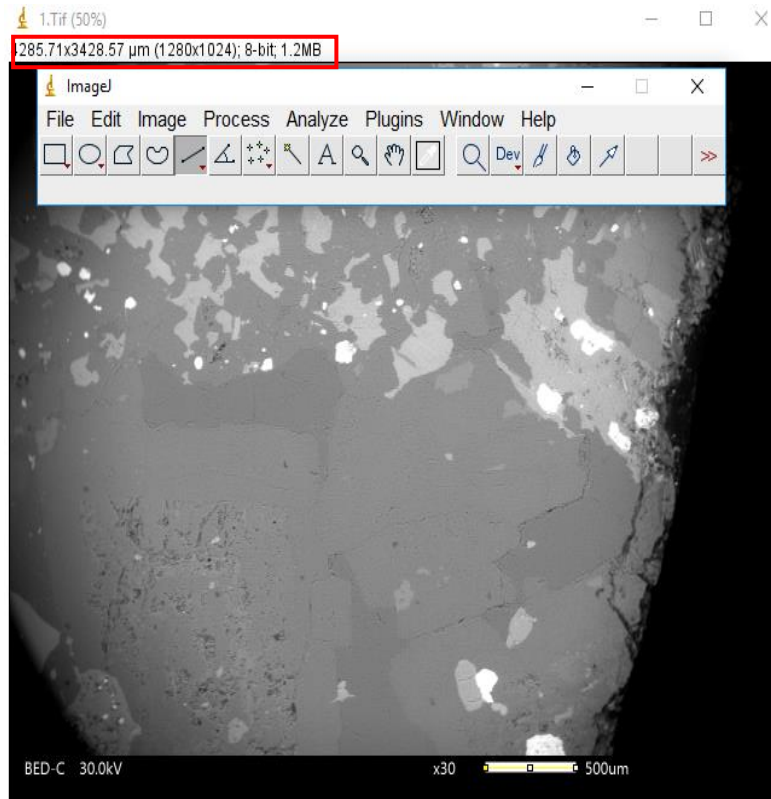 1.Tif (50%)
4285.71x3428.57 µm (1280x1024); 8-bit; 1.2MB
ImageJ
File Edit Image Process Analyze Plugins Window Help
A Dev >>
BED-C 30.0kV x30 500um